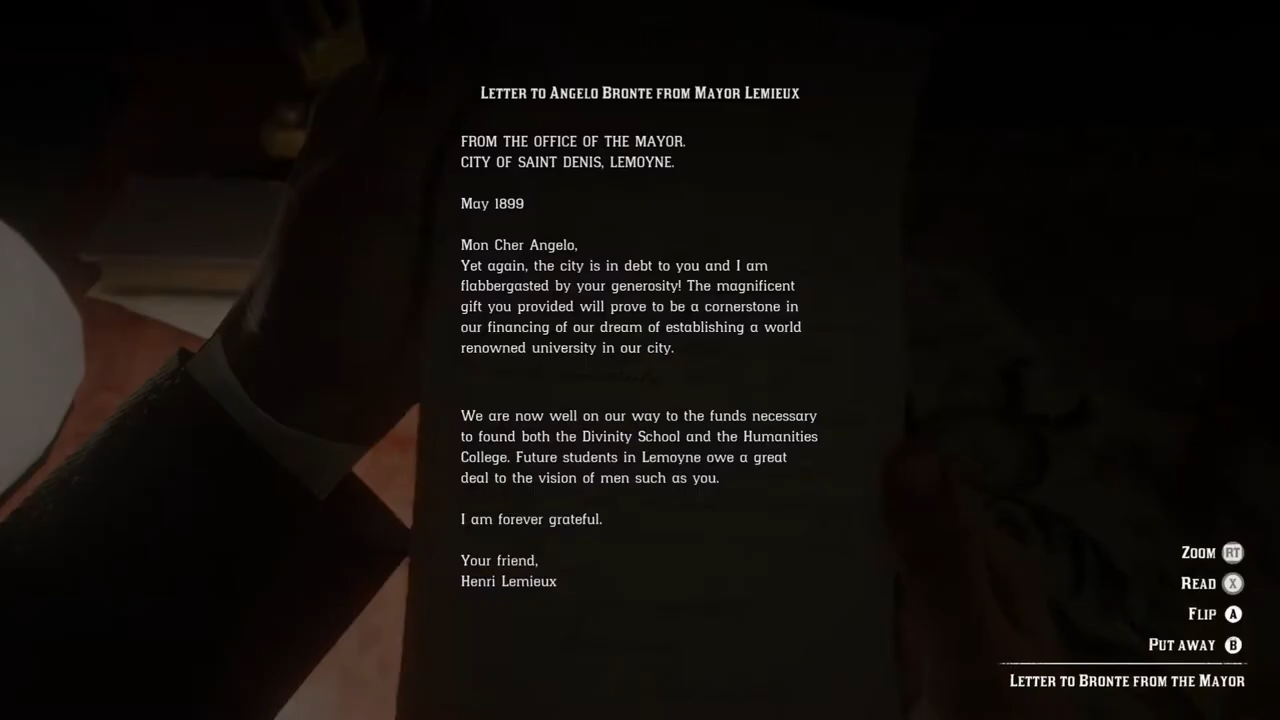 LETTER TO ANGELO BRONTE FROM MAYOR LEMIEUX
FROM THE OFFICE OF THE MAYOR.
CITY OF SAINT DENIS, LEMOYNE.
May 1899
Mon Cher Angelo,
Yet again, the city is in debt to you and I am
flabbergasted by your generosity! The magnificent
gift you provided will prove to be a cornerstone in
our financing of our dream of establishing a world
renowned university in our city.
We are now well on our way to the funds necessary
to found both the Divinity School and the Humanities
College. Future students in Lemoyne owe a great
deal to the vision of men such as you.
I am forever grateful.
Your friend,
Henri Lemieux
ZOOM RT
READ X
FLIP A
PUT AWAY B
LETTER TO BRONTE FROM THE MAYOR